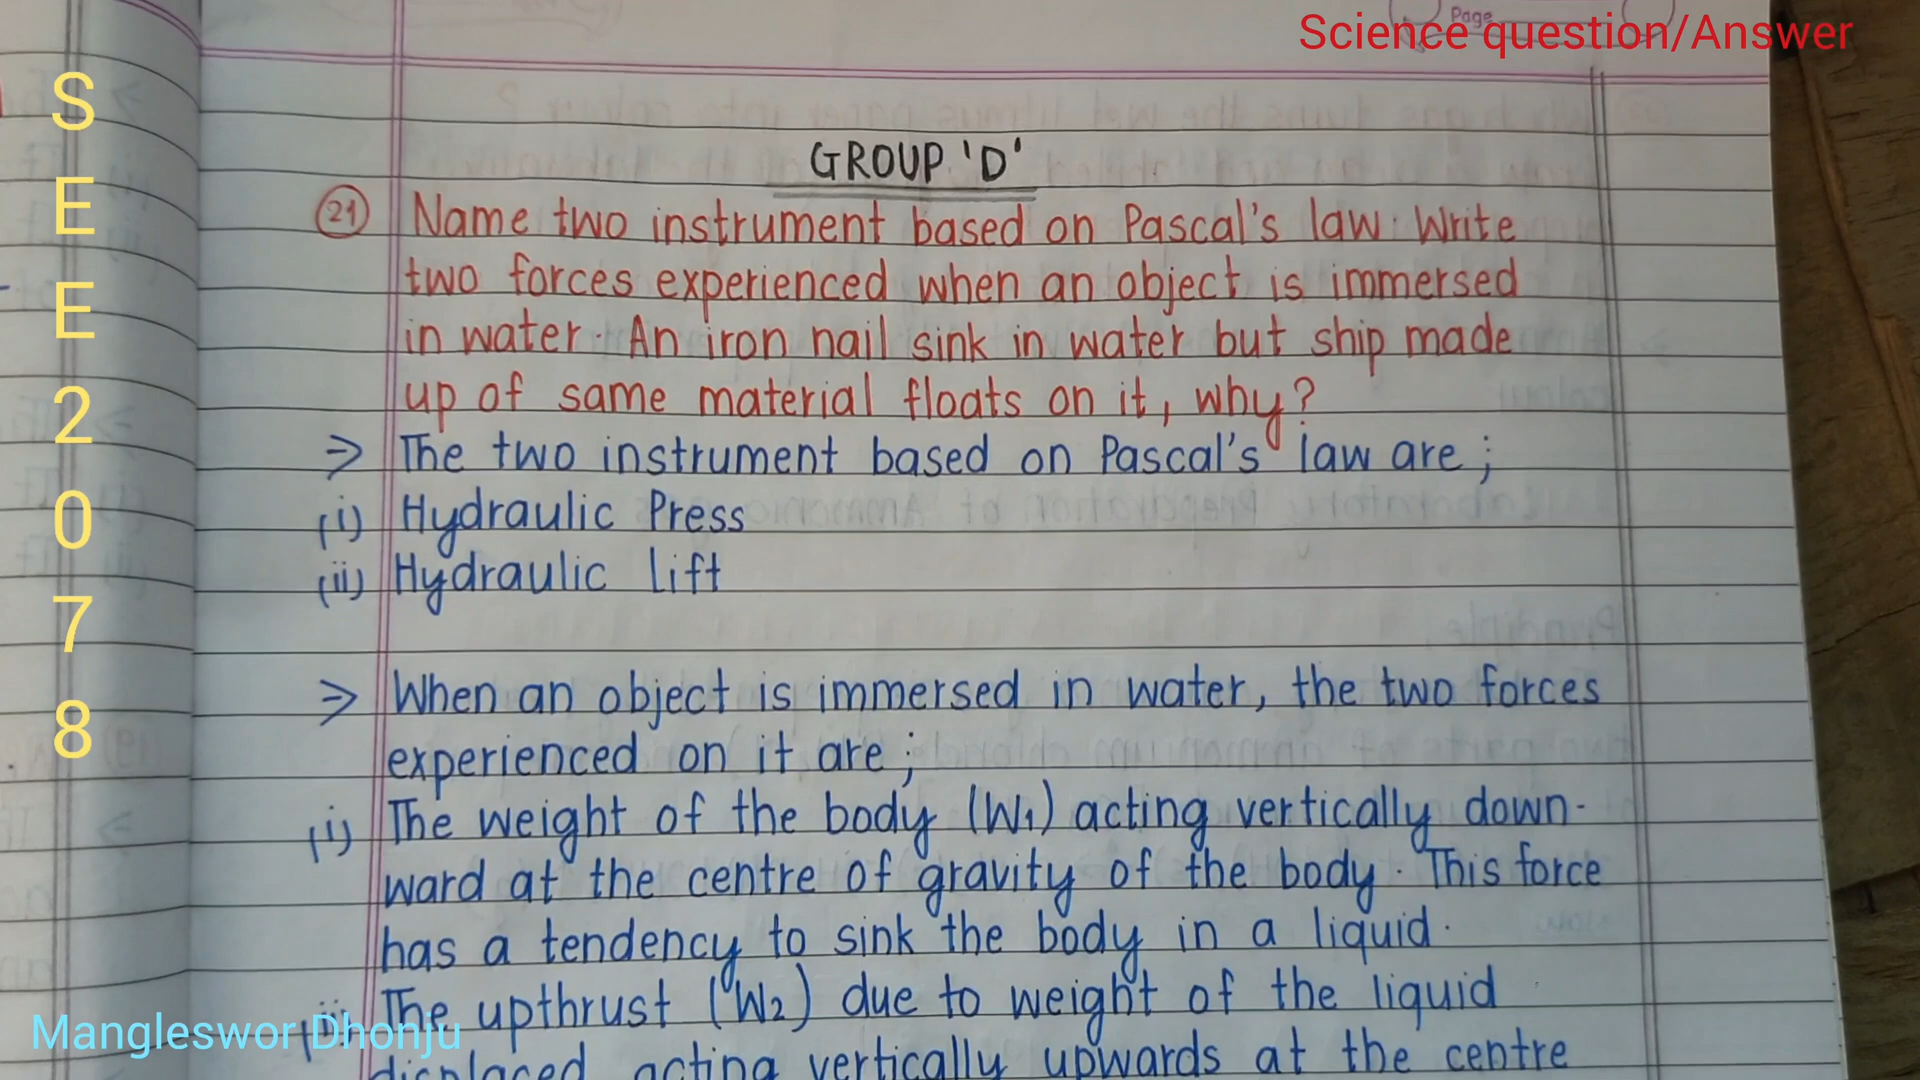 Page
Science question/Answer
SEE2078
GROUP 'D'
21 Name two instrument based on Pascal's law. Write
two forces experienced when an object is immersed
in water. An iron nail sink in water but ship made
up of same material floats on it, why?
⇒ The two instrument based on Pascal's law are;
(i) Hydraulic Press
(ii) Hydraulic lift
⇒ When an object is immersed in water, the two forces
experienced on it are;
(i) The weight of the body (W1) acting vertically down-
ward at the centre of gravity of the body. This force
has a tendency to sink the body in a liquid.
(ii) The upthrust (W2) due to weight of the liquid
displaced acting vertically upwards at the centre
Mangleswor Dhonju